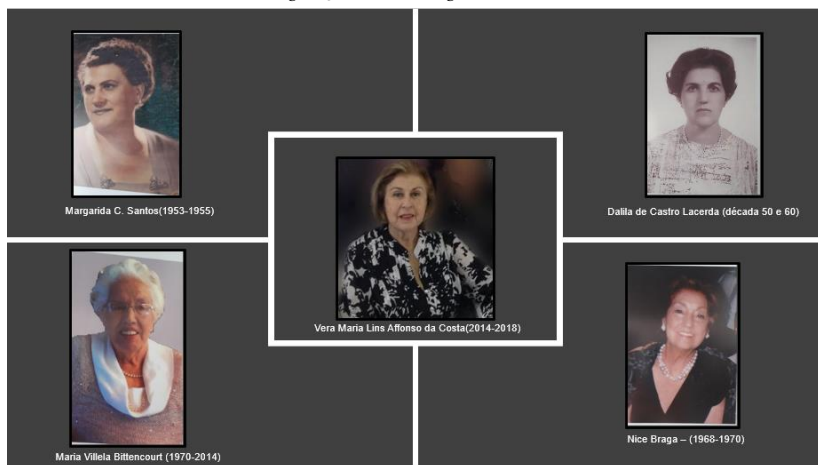 Margarida C. Santos(1953-1955)
Dalila de Castro Lacerda (década 50 e 60)
Vera Maria Lins Affonso da Costa(2014-2018)
Maria Villela Bittencourt (1970-2014)
Nice Braga – (1968-1970)